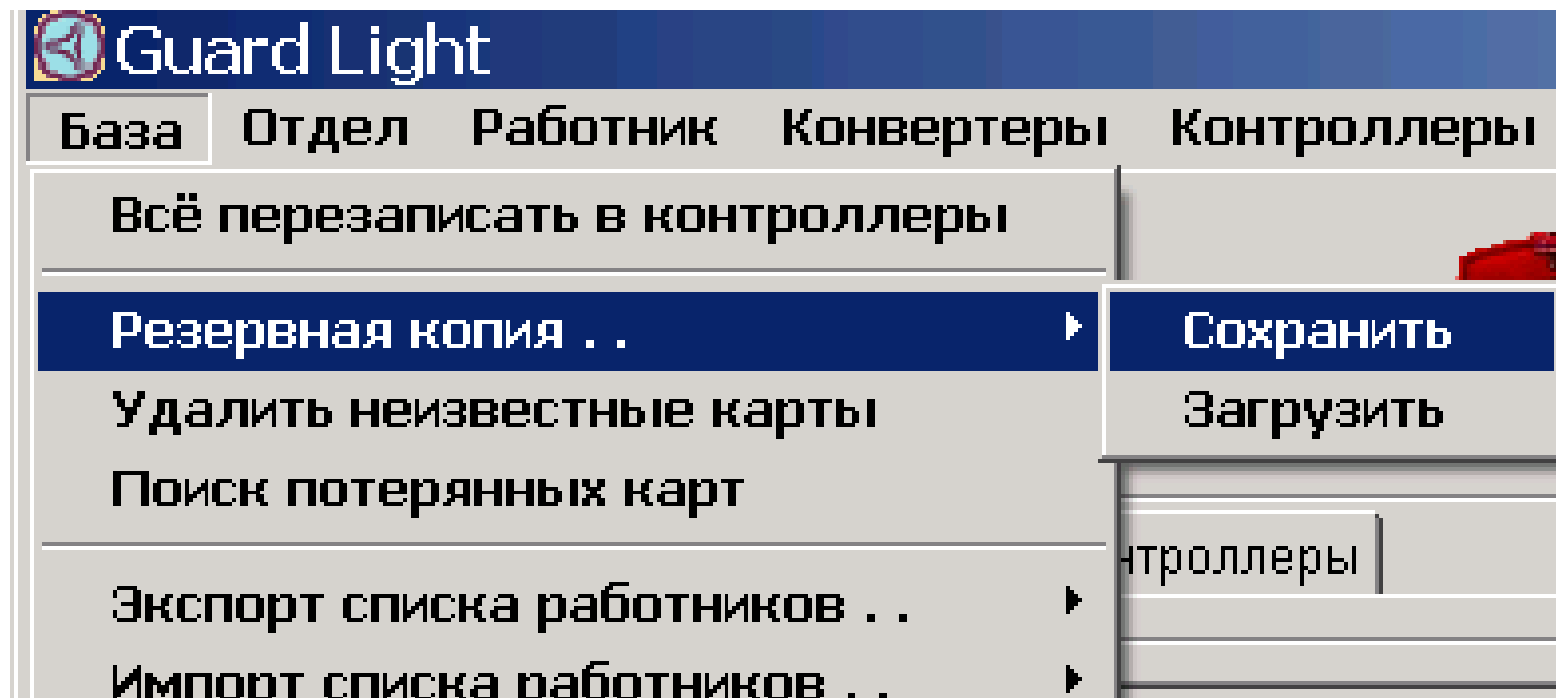 Guard Light
База Отдел Работник Конвертеры Контроллеры
Всё перезаписать в контроллеры
Резервная копия . .
Сохранить
Удалить неизвестные карты
Загрузить
Поиск потерянных карт
нтроллеры
Экспорт списка работников . .
Импорт списка работников . .